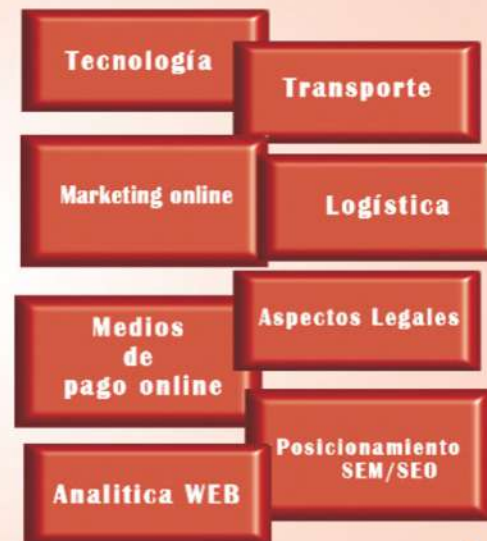 Tecnología
Transporte
Marketing online
Logística
Aspectos Legales
Medios
de
pago online
Posicionamiento
SEM/SEO
Analitica WEB